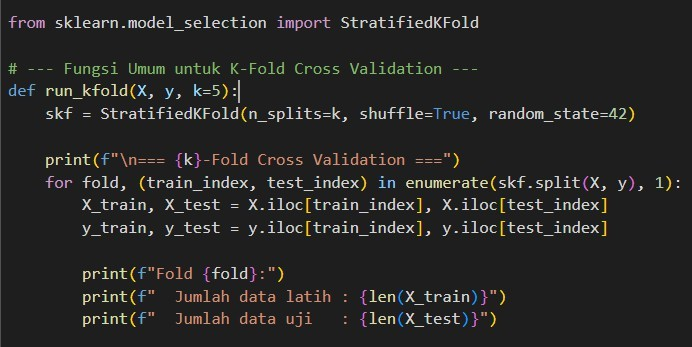 from sklearn.model_selection import StratifiedKFold
# --- Fungsi Umum untuk K-Fold Cross Validation ---
def run_kfold(X, y, k=5):
    skf = StratifiedKFold(n_splits=k, shuffle=True, random_state=42)
    print(f"\n=== {k}-Fold Cross Validation ===")
    for fold, (train_index, test_index) in enumerate(skf.split(X, y), 1):
        X_train, X_test = X.iloc[train_index], X.iloc[test_index]
        y_train, y_test = y.iloc[train_index], y.iloc[test_index]
        print(f"Fold {fold}:")
        print(f"  Jumlah data latih : {len(X_train)}")
        print(f"  Jumlah data uji   : {len(X_test)}")